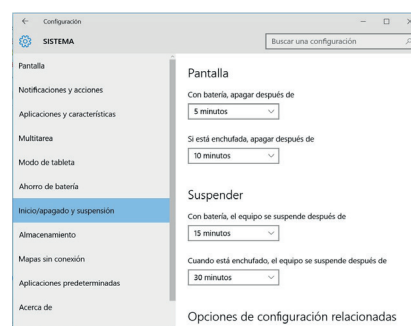 Configuración
SISTEMA
Buscar una configuración
Pantalla
Notificaciones y acciones
Aplicaciones y características
Multitarea
Modo de tableta
Ahorro de batería
Inicio/apagado y suspensión
Almacenamiento
Mapas sin conexión
Aplicaciones predeterminadas
Acerca de
Pantalla
Con batería, apagar después de
5 minutos
Si está enchufada, apagar después de
10 minutos
Suspender
Con batería, el equipo se suspende después de
15 minutos
Cuando está enchufado, el equipo se suspende después de
30 minutos
Opciones de configuración relacionadas